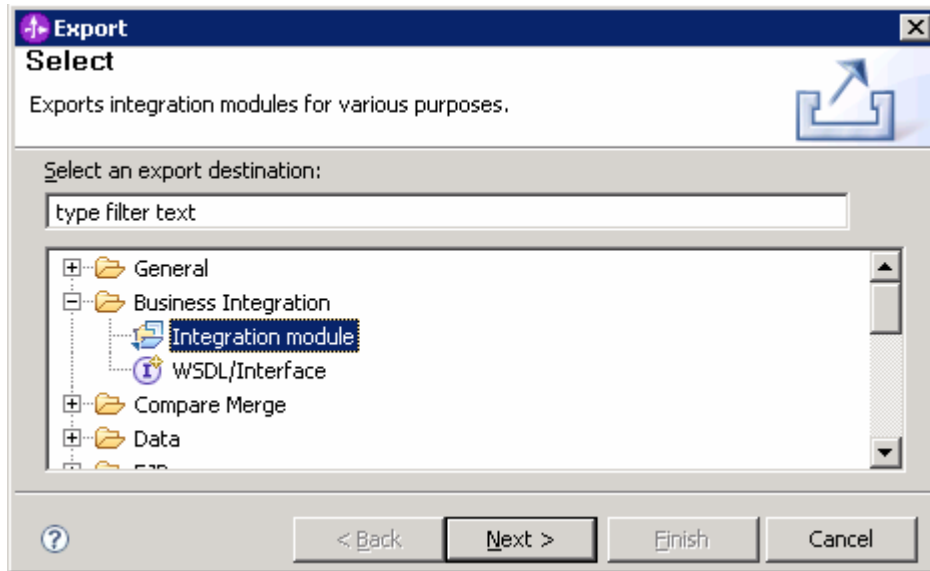 Export
Select
Exports integration modules for various purposes.
Select an export destination:
type filter text
General
Business Integration
Integration module
WSDL/Interface
Compare Merge
Data
< Back Next > Finish Cancel